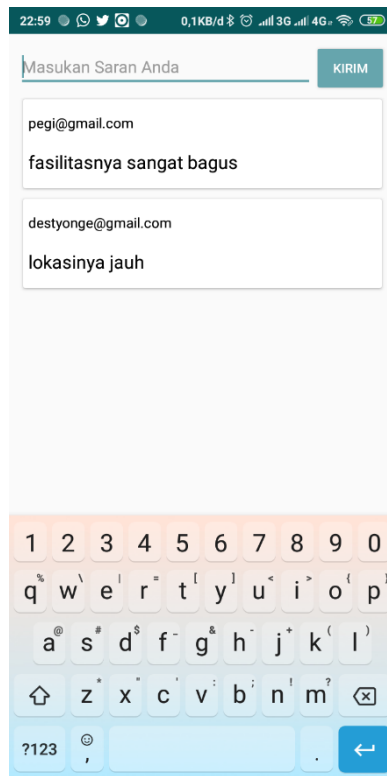 22:59 0,1KB/d 3G 4G 57
Masukan Saran Anda KIRIM
pegi@gmail.com
fasilitasnya sangat bagus
destyonge@gmail.com
lokasinya jauh
1 2 3 4 5 6 7 8 9 0
% \ | = [ ] < > { }
q w e r t y u i o p
@ # $ - & - + ( )
a s d f g h j k l
* " ' : ; ! ?
z x c v b n m
?123 , .